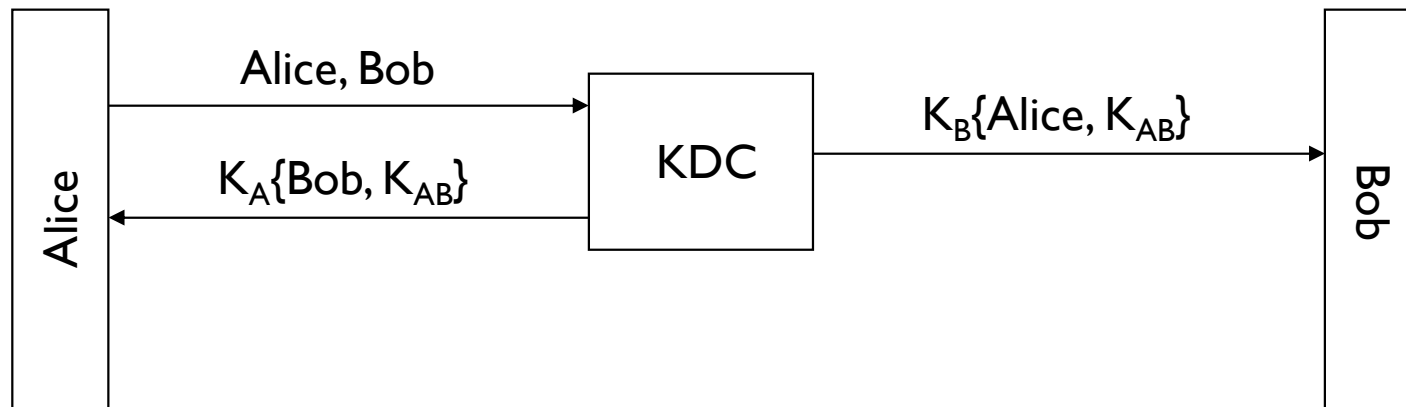 Alice
Alice, Bob
K_A{Bob, K_AB}
KDC
K_B{Alice, K_AB}
Bob